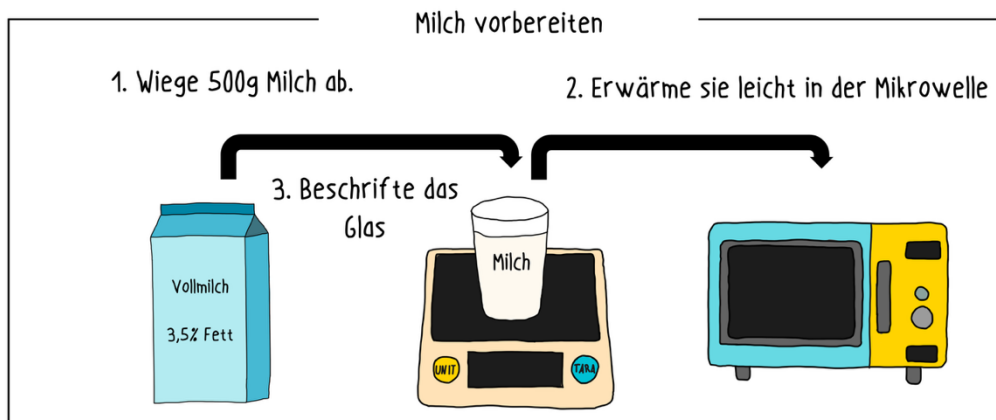 Milch vorbereiten
1. Wiege 500g Milch ab.
2. Erwärme sie leicht in der Mikrowelle
3. Beschrifte das
Glas
Vollmilch
3,5% Fett
Milch
UNIT
TARA